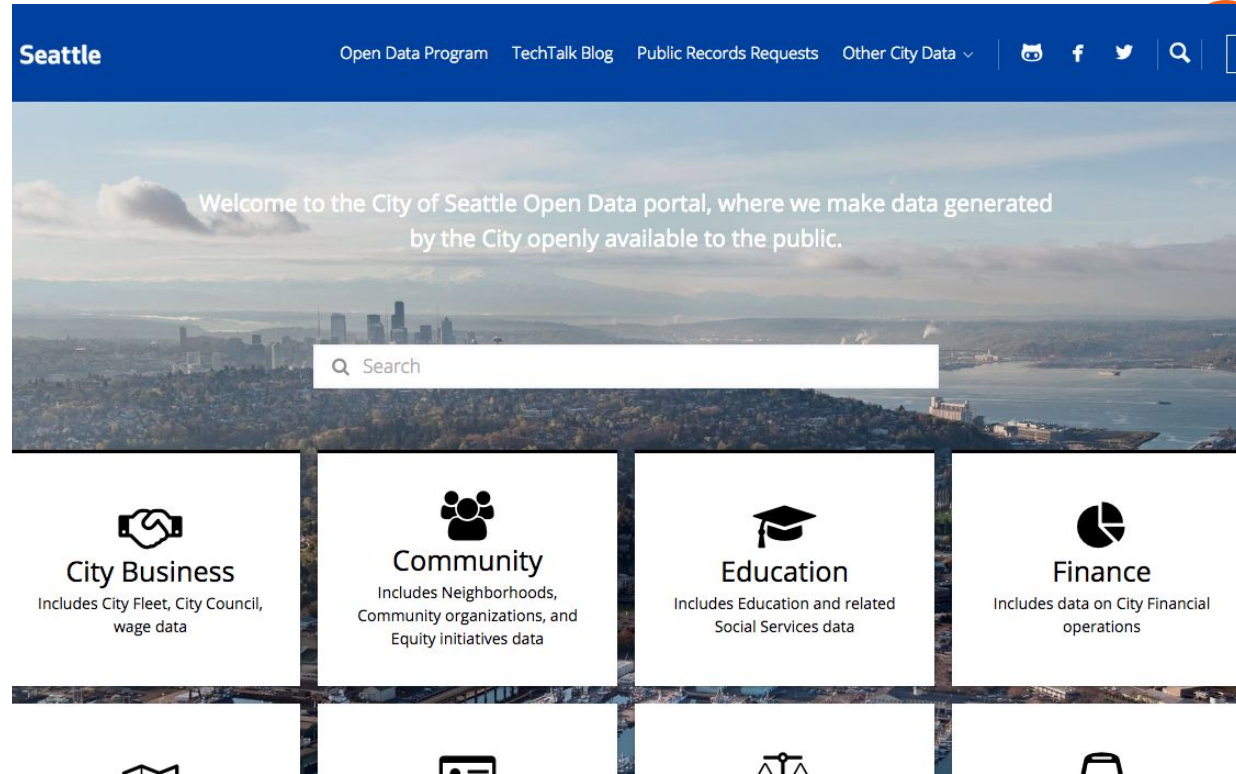 Seattle
Open Data Program TechTalk Blog Public Records Requests Other City Data
Welcome to the City of Seattle Open Data portal, where we make data generated
by the City openly available to the public.
Search
City Business
Includes City Fleet, City Council,
wage data
Community
Includes Neighborhoods,
Community organizations, and
Equity initiatives data
Education
Includes Education and related
Social Services data
Finance
Includes data on City Financial
operations